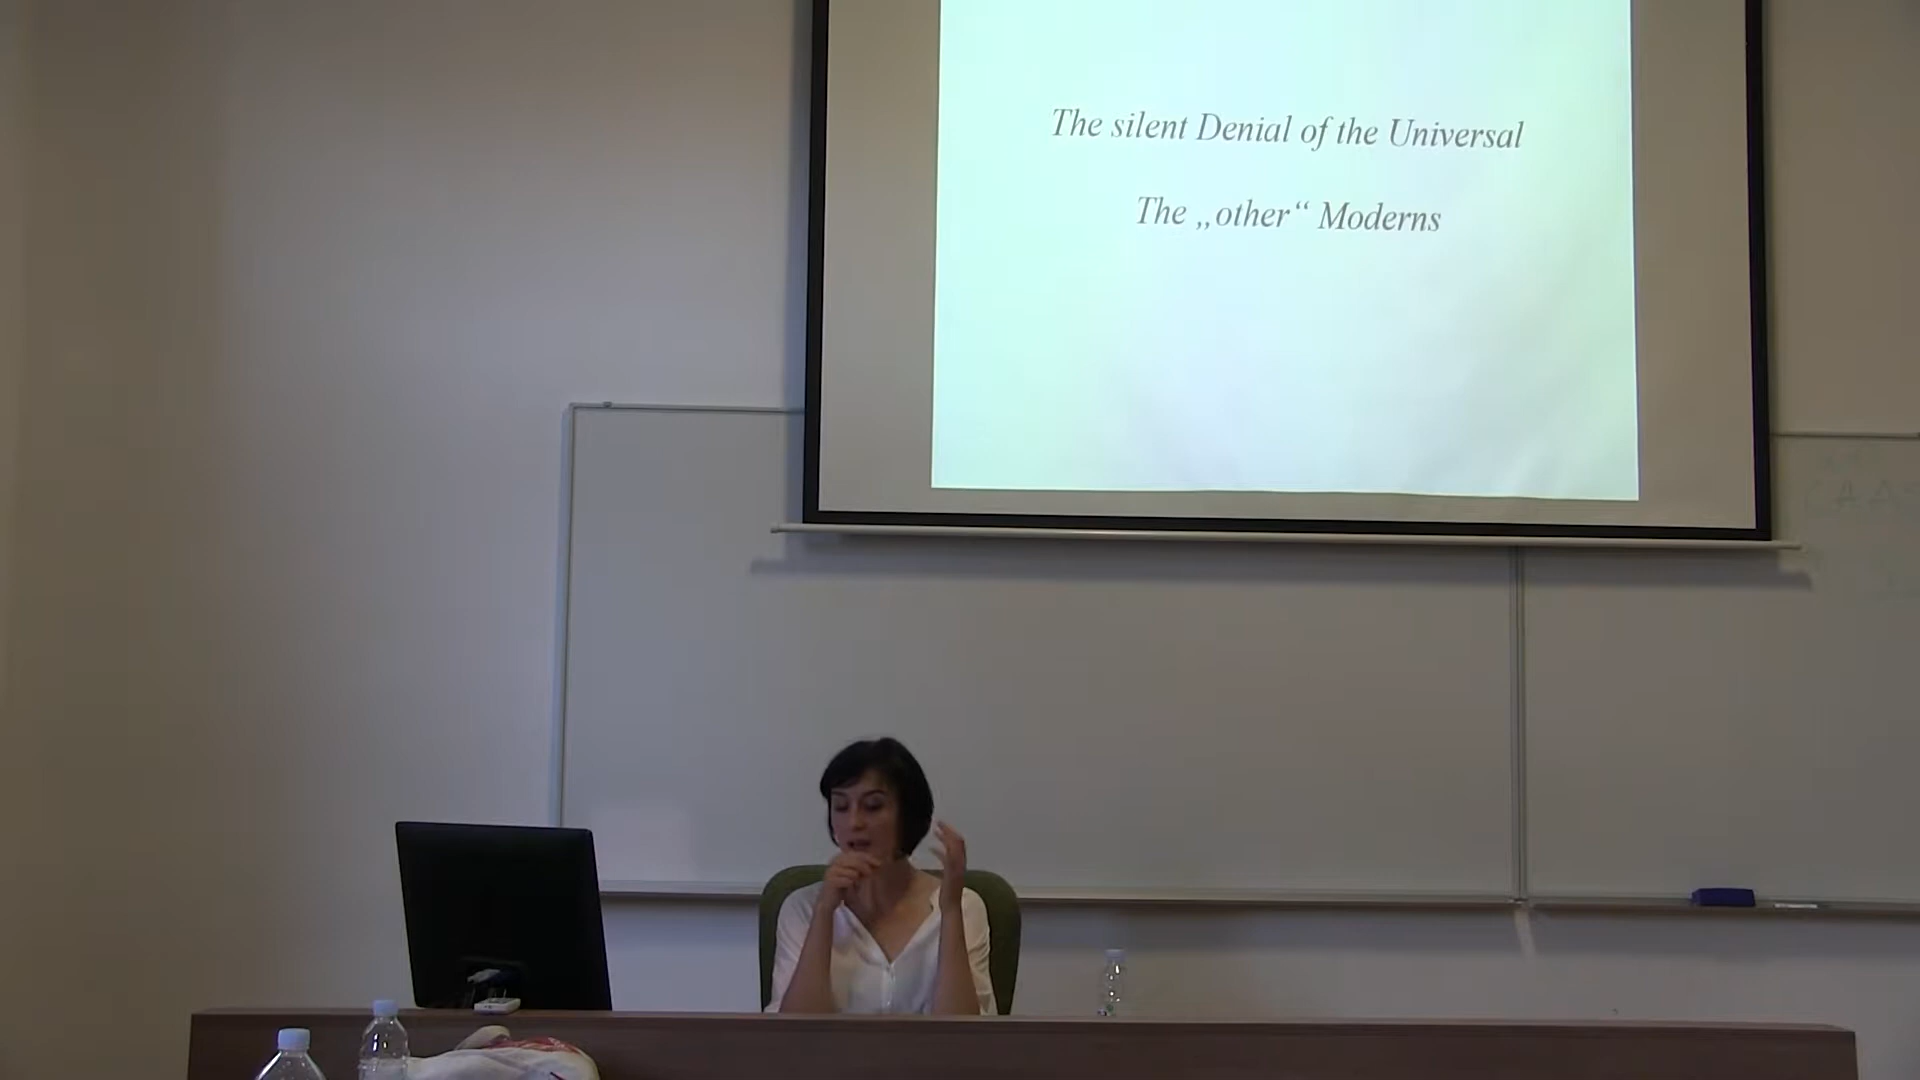 The silent Denial of the Universal
The „other“ Moderns